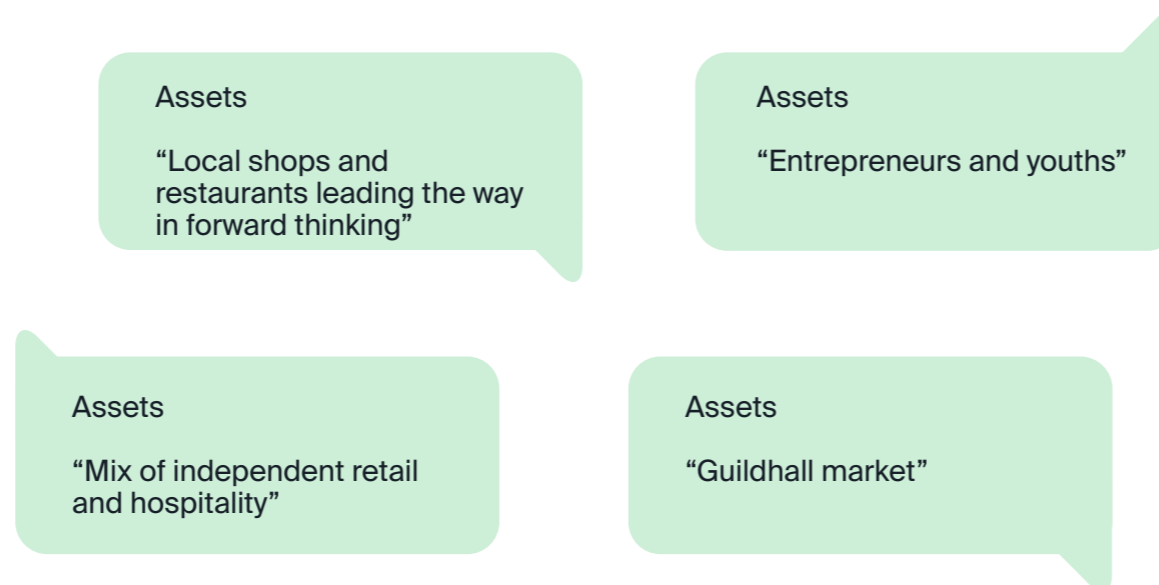 Assets
“Local shops and
restaurants leading the way
in forward thinking”
Assets
“Entrepreneurs and youths”
Assets
“Mix of independent retail
and hospitality”
Assets
“Guildhall market”